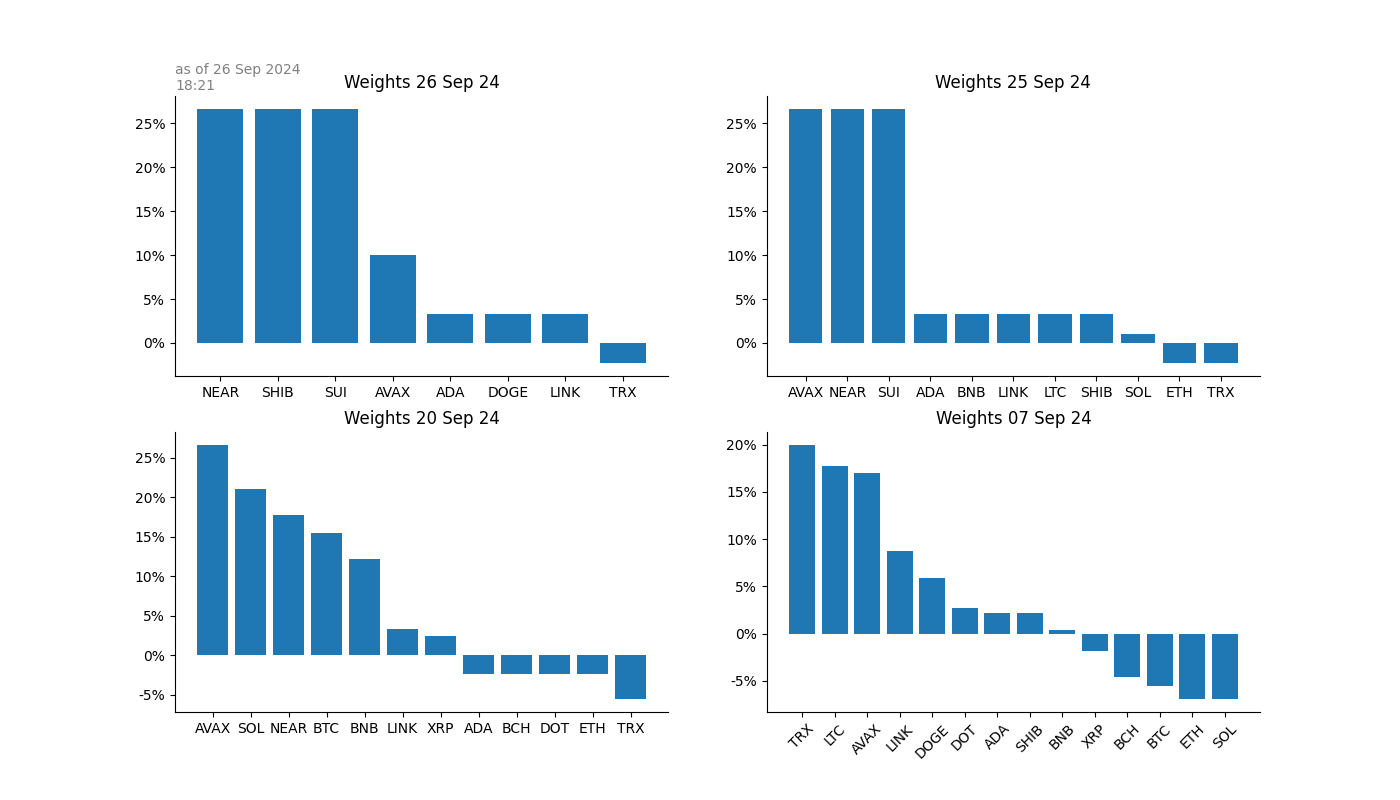 as of 26 Sep 2024
18:21
Weights 26 Sep 24
25%
20%
15%
10%
5%
0%
NEAR SHIB SUI AVAX ADA DOGE LINK TRX
Weights 25 Sep 24
25%
20%
15%
10%
5%
0%
AVAX NEAR SUI ADA BNB LINK LTC SHIB SOL ETH TRX
Weights 20 Sep 24
25%
20%
15%
10%
5%
0%
-5%
AVAX SOL NEAR BTC BNB LINK XRP ADA BCH DOT ETH TRX
Weights 07 Sep 24
20%
15%
10%
5%
0%
-5%
TRX LTC AVAX LINK DOGE DOT ADA SHIB BNB XRP BCH BTC ETH SOL